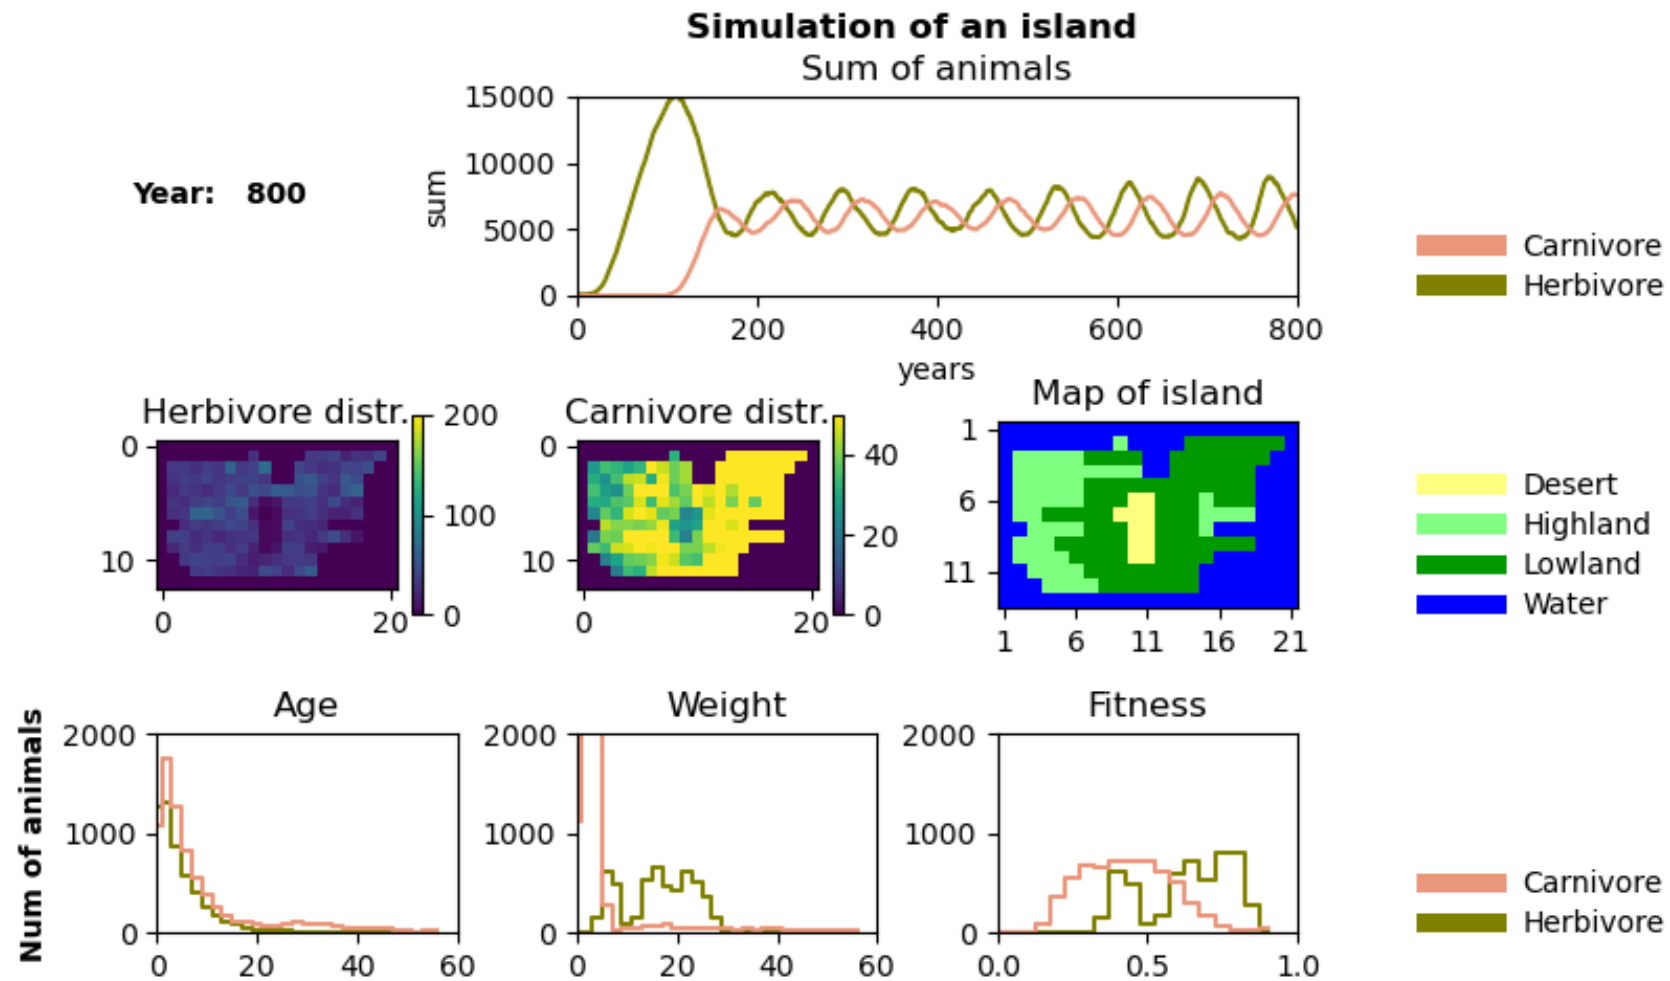 Simulation of an island
Sum of animals
15000
10000
5000
0
sum
0 200 400 600 800
years
Year: 800
Carnivore
Herbivore
Herbivore distr.
0
10
0 20
200
100
0
Carnivore distr.
0
10
0 20
40
20
0
Map of island
1
6
11
1 6 11 16 21
Desert
Highland
Lowland
Water
Num of animals
Age
2000
1000
0
0 20 40 60
Weight
2000
1000
0
0 20 40 60
Fitness
2000
1000
0
0.0 0.5 1.0
Carnivore
Herbivore